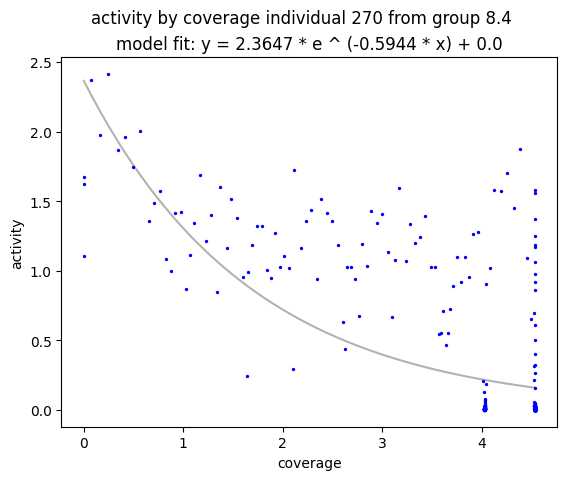 activity by coverage individual 270 from group 8.4
model fit: y = 2.3647 * e ^ (-0.5944 * x) + 0.0
2.5
2.0
1.5
1.0
0.5
0.0
activity
0 1 2 3 4
coverage